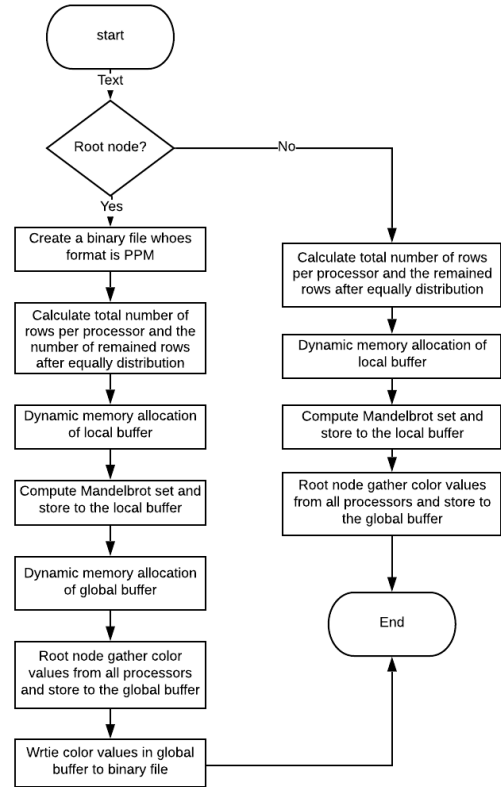 start
Text
Root node?
No
Yes
Create a binary file whoes
format is PPM
Calculate total number of
rows per processor and the
number of remained rows
after equally distribution
Dynamic memory allocation
of local buffer
Compute Mandelbrot set and
store to the local buffer
Dynamic memory allocation
of global buffer
Root node gather color
values from all processors
and store to the global buffer
Wrtie color values in global
buffer to binary file
Calculate total number of rows
per processor and the remained
rows after equally distribution
Dynamic memory allocation of
local buffer
Compute Mandelbrot set and
store to the local buffer
Root node gather color values
from all processors and store to
the global buffer
End